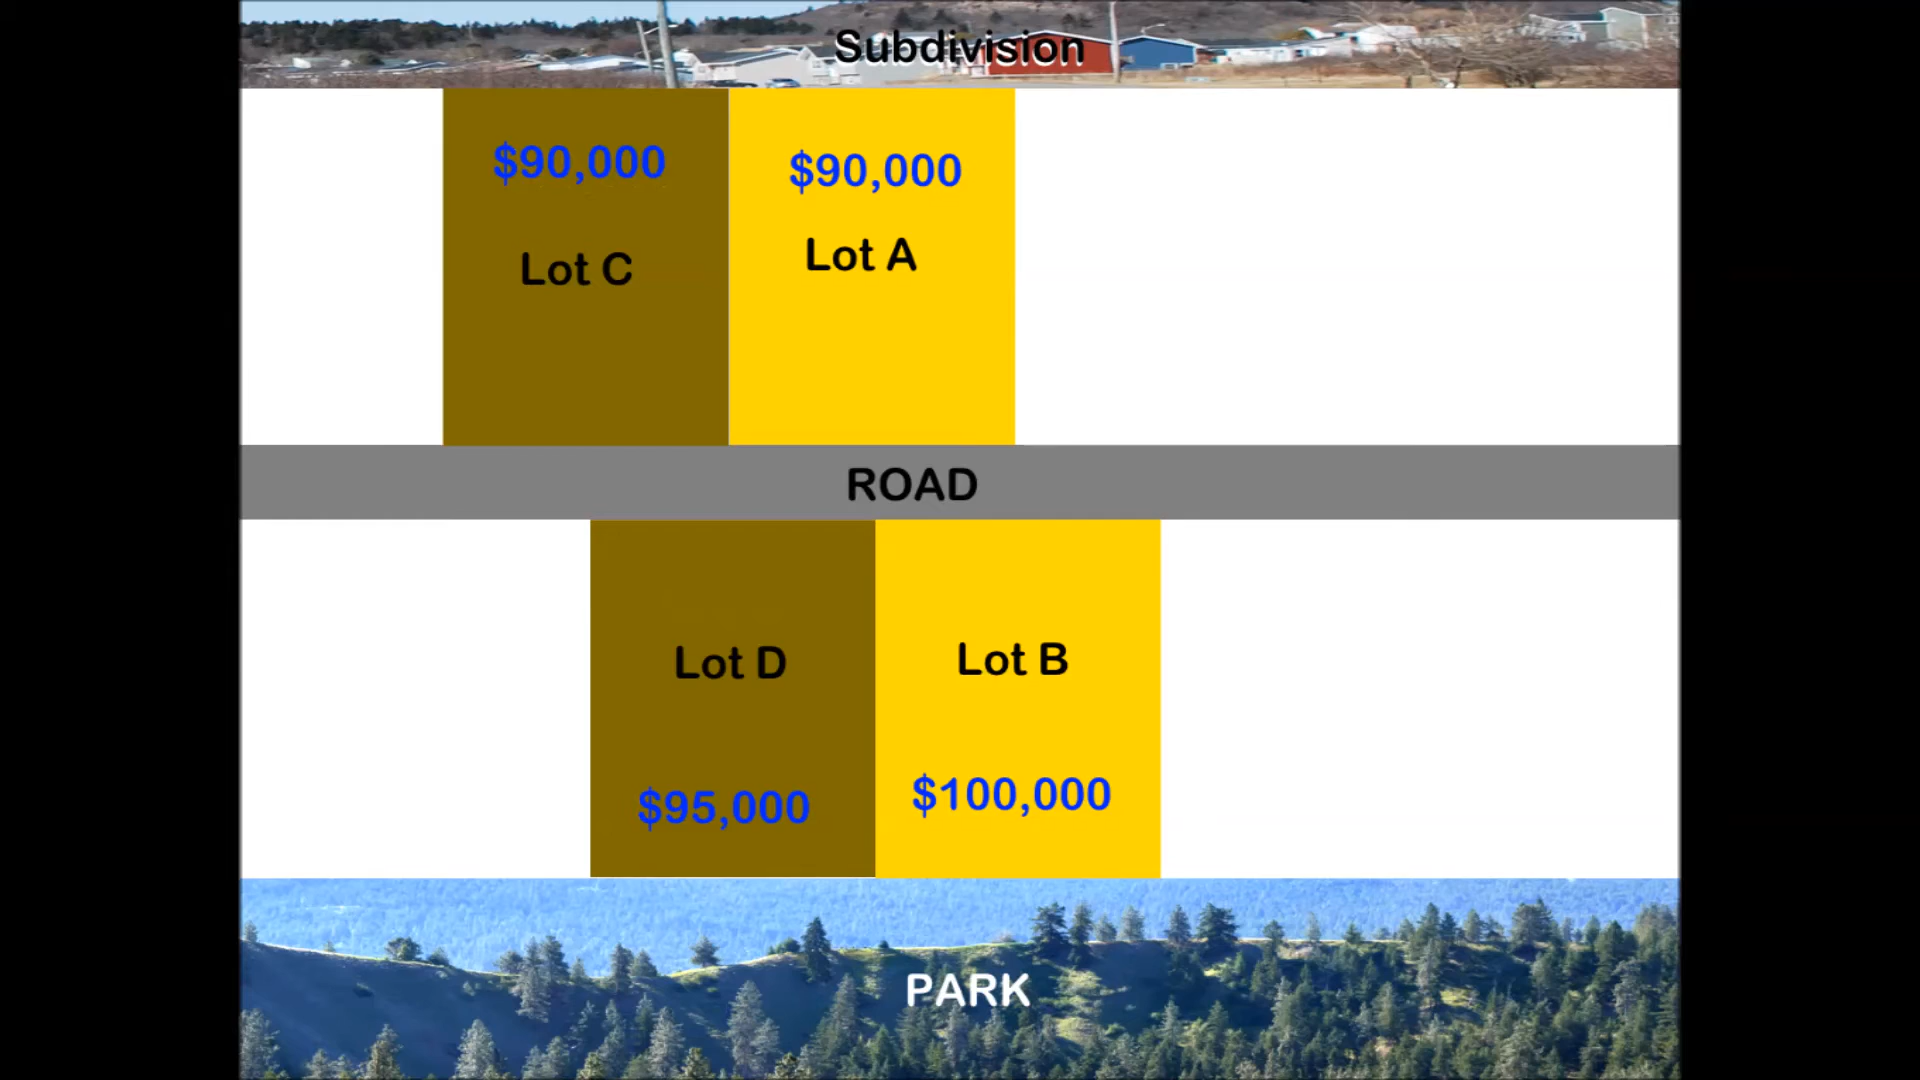 Subdivision
$90,000
$90,000
Lot C
Lot A
ROAD
Lot D
Lot B
$95,000
$100,000
PARK